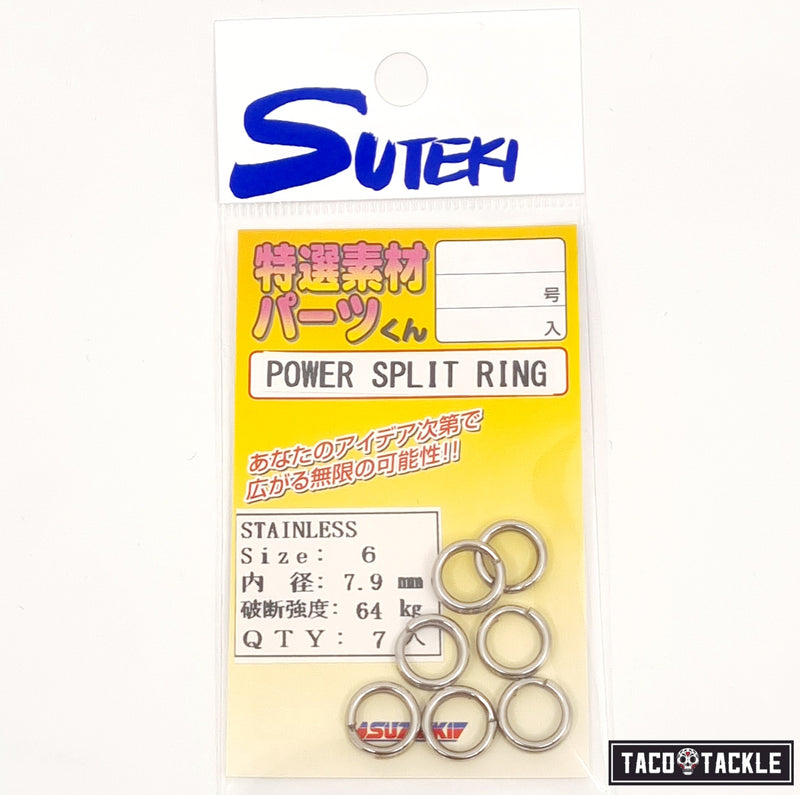 SUTEKI
特選素材
パーツくん
号
入
POWER SPLIT RING
あなたのアイデア次第で
広がる無限の可能性!!
STAINLESS
Size: 6
内 径: 7.9 mm
破断強度: 64 kg
QTY: 7 入
TACO TACKLE